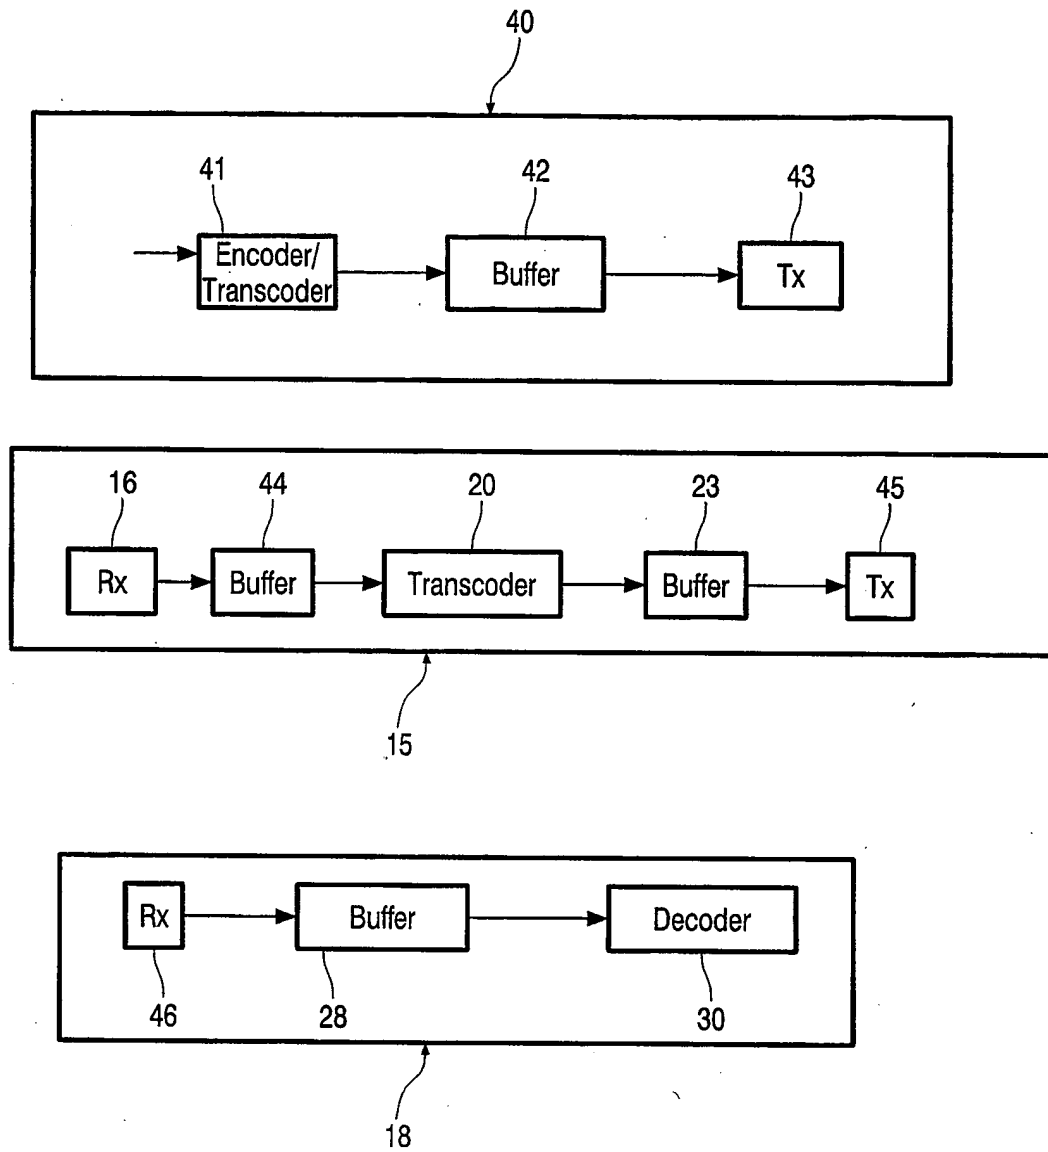 40
41
42
43
Encoder/
Transcoder
Buffer
Tx
16
44
20
23
45
Rx
Buffer
Transcoder
Buffer
Tx
15
Rx
Buffer
Decoder
46
28
30
18